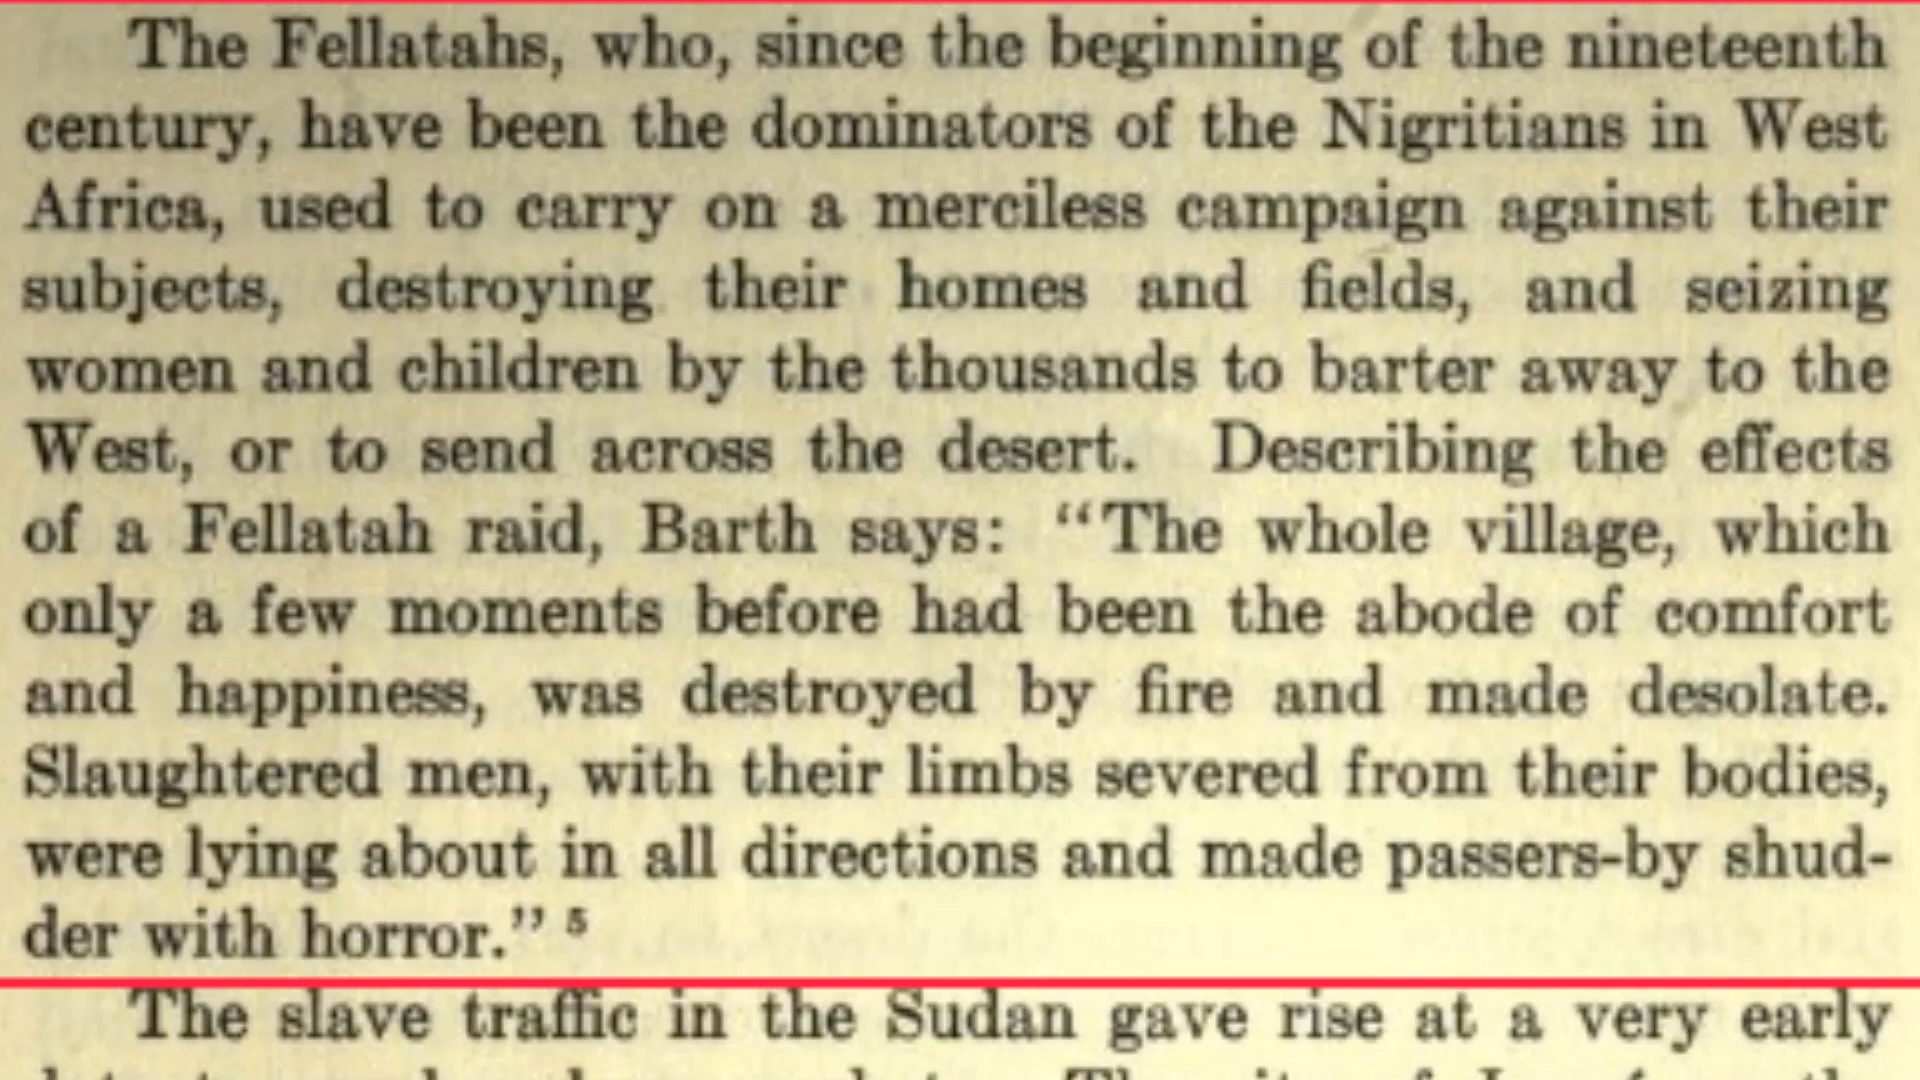 The Fellatahs, who, since the beginning of the nineteenth
century, have been the dominators of the Nigritians in West
Africa, used to carry on a merciless campaign against their
subjects, destroying their homes and fields, and seizing
women and children by the thousands to barter away to the
West, or to send across the desert. Describing the effects
of a Fellatah raid, Barth says: "The whole village, which
only a few moments before had been the abode of comfort
and happiness, was destroyed by fire and made desolate.
Slaughtered men, with their limbs severed from their bodies,
were lying about in all directions and made passers-by shud-
der with horror." 5
The slave traffic in the Sudan gave rise at a very early